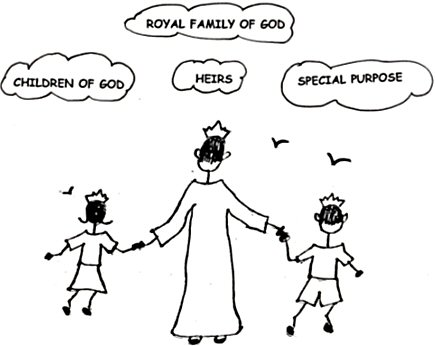 ROYAL FAMILY OF GOD
CHILDREN OF GOD
HEIRS
SPECIAL PURPOSE